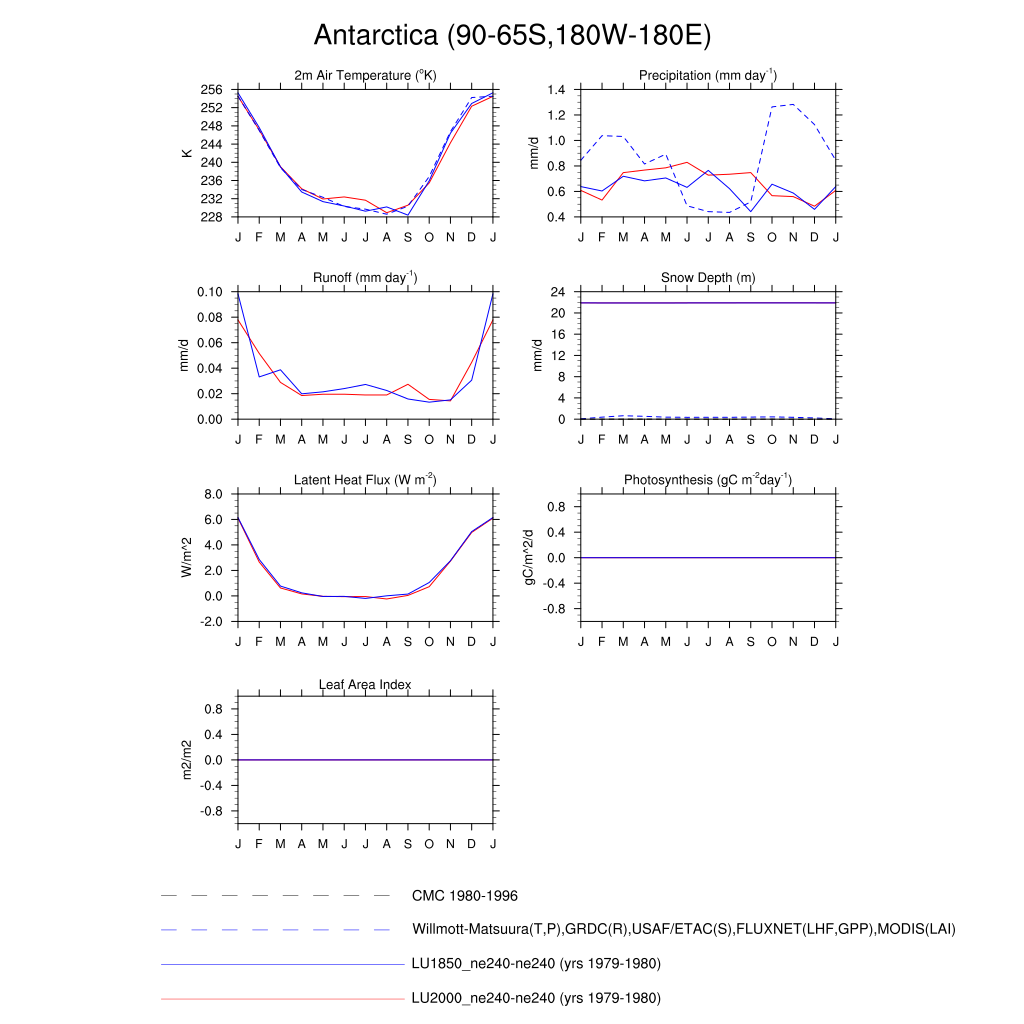 Antarctica (90-65S,180W-180E)
2m Air Temperature (°K)
256
252
248
244
240
236
232
228
K
J F M A M J J A S O N D J
Precipitation (mm day⁻¹)
1.4
1.2
1.0
0.8
0.6
0.4
mm/d
J F M A M J J A S O N D J
Runoff (mm day⁻¹)
0.10
0.08
0.06
0.04
0.02
0.00
mm/d
J F M A M J J A S O N D J
Snow Depth (m)
24
20
16
12
8
4
0
mm/d
J F M A M J J A S O N D J
Latent Heat Flux (W m⁻²)
8.0
6.0
4.0
2.0
0.0
-2.0
W/m^2
J F M A M J J A S O N D J
Photosynthesis (gC m⁻²day⁻¹)
0.8
0.4
0.0
-0.4
-0.8
gC/m^2/d
J F M A M J J A S O N D J
Leaf Area Index
0.8
0.4
0.0
-0.4
-0.8
m2/m2
J F M A M J J A S O N D J
CMC 1980-1996
Willmott-Matsuura(T,P),GRDC(R),USAF/ETAC(S),FLUXNET(LHF,GPP),MODIS(LAI)
LU1850_ne240-ne240 (yrs 1979-1980)
LU2000_ne240-ne240 (yrs 1979-1980)